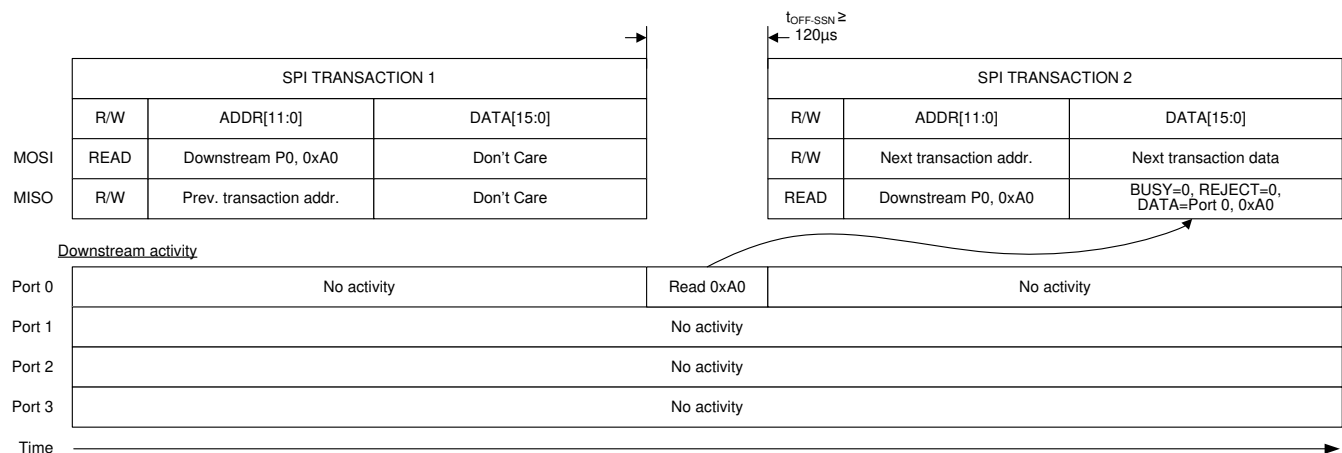 tOFF-SSN ≥
120µs
SPI TRANSACTION 1 SPI TRANSACTION 2
R/W ADDR[11:0] DATA[15:0] R/W ADDR[11:0] DATA[15:0]
MOSI READ Downstream P0, 0xA0 Don't Care R/W Next transaction addr. Next transaction data
MISO R/W Prev. transaction addr. Don't Care READ Downstream P0, 0xA0 BUSY=0, REJECT=0,
DATA=Port 0, 0xA0
Downstream activity
Port 0 No activity Read 0xA0 No activity
Port 1 No activity
Port 2 No activity
Port 3 No activity
Time